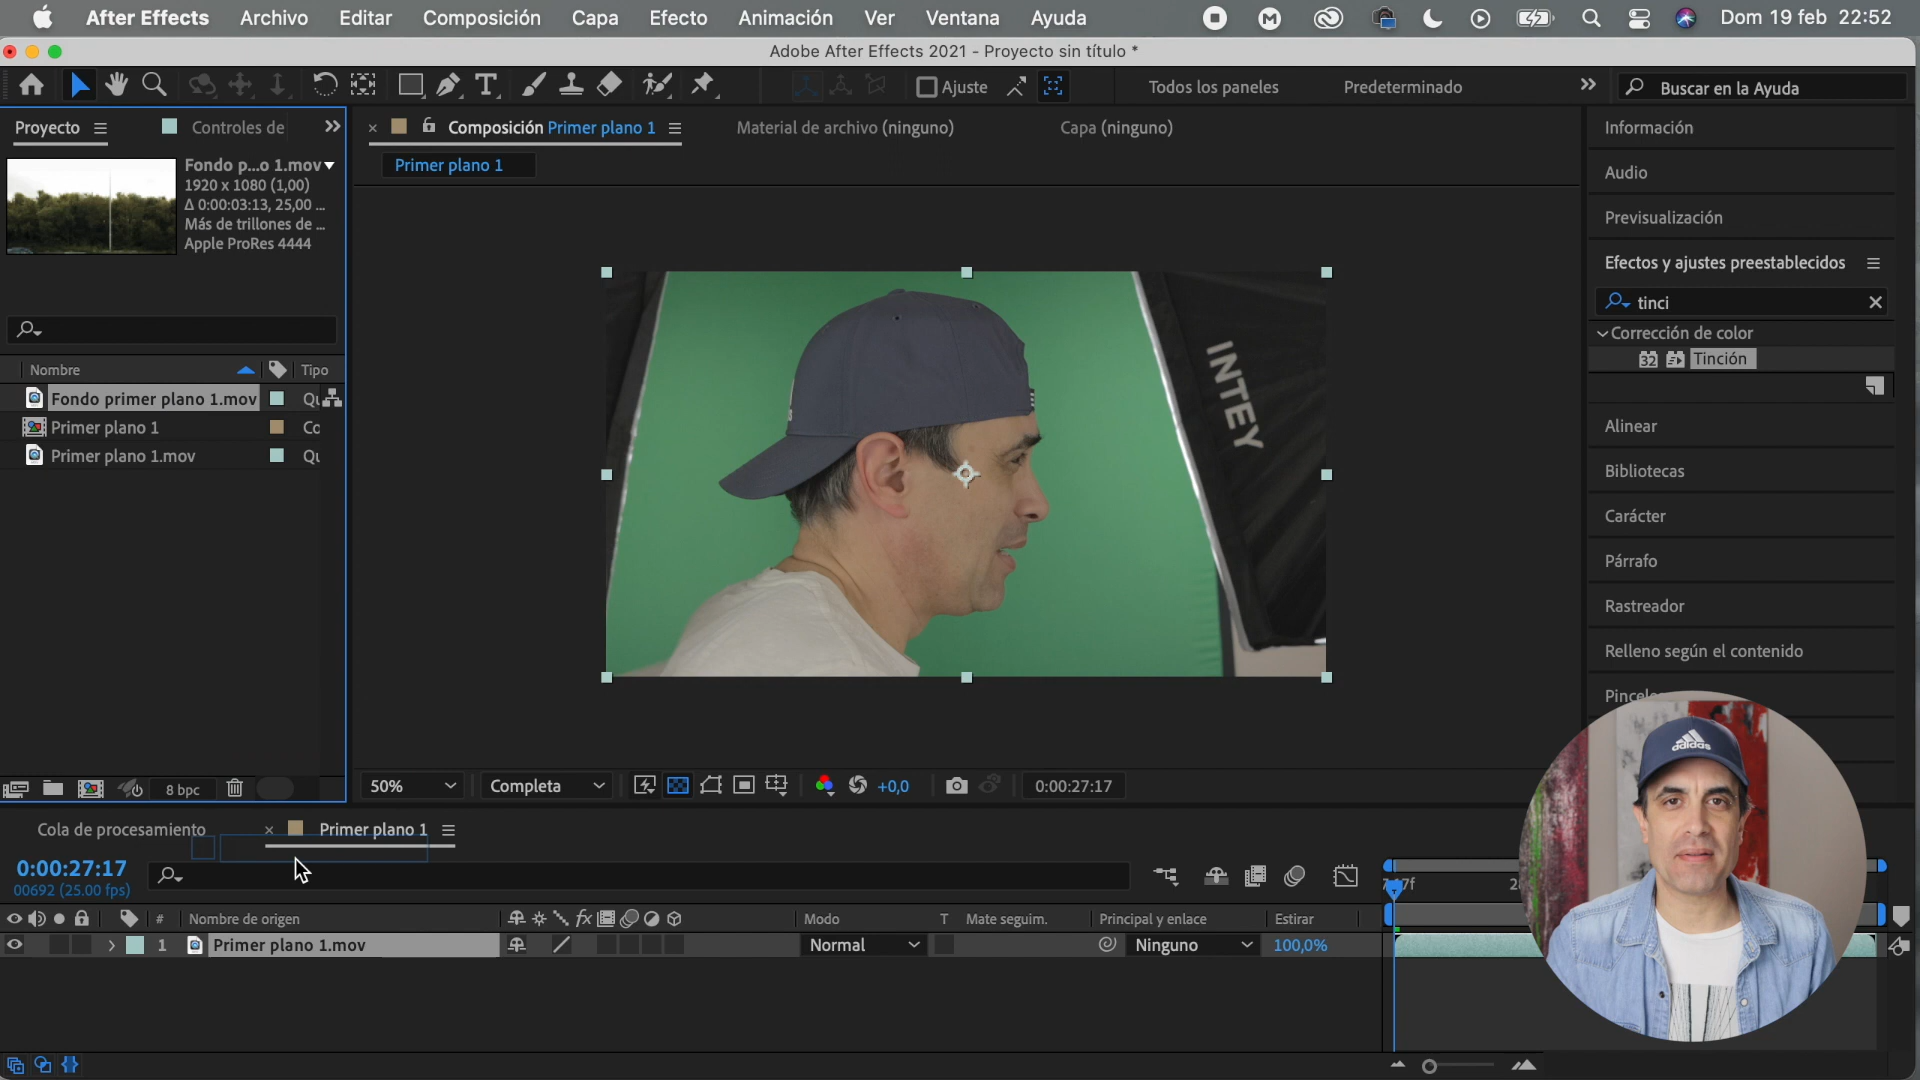 After Effects Archivo Editar Composición Capa Efecto Animación Ver Ventana Ayuda Dom 19 feb 22:52
Adobe After Effects 2021 - Proyecto sin título *
Ajuste Todos los paneles Predeterminado Buscar en la Ayuda
Proyecto Controles de
Composición Primer plano 1 Material de archivo (ninguno) Capa (ninguno)
Primer plano 1
Fondo p...o 1.mov
1920 x 1080 (1,00)
Δ 0:00:03:13, 25,00 ...
Más de trillones de ...
Apple ProRes 4444
Nombre Tipo
Fondo primer plano 1.mov
Primer plano 1 Co
Primer plano 1.mov
8 bpc
INTEY
50% Completa +0,0 0:00:27:17
Información
Audio
Previsualización
Efectos y ajustes preestablecidos
tinci
Corrección de color
32 Tinción
Alinear
Bibliotecas
Carácter
Párrafo
Rastreador
Relleno según el contenido
adidas
Cola de procesamiento Primer plano 1
0:00:27:17
00692 (25.00 fps)
# Nombre de origen fx Modo T Mate seguim. Principal y enlace Estirar
1 Primer plano 1.mov Normal Ninguno 100,0%